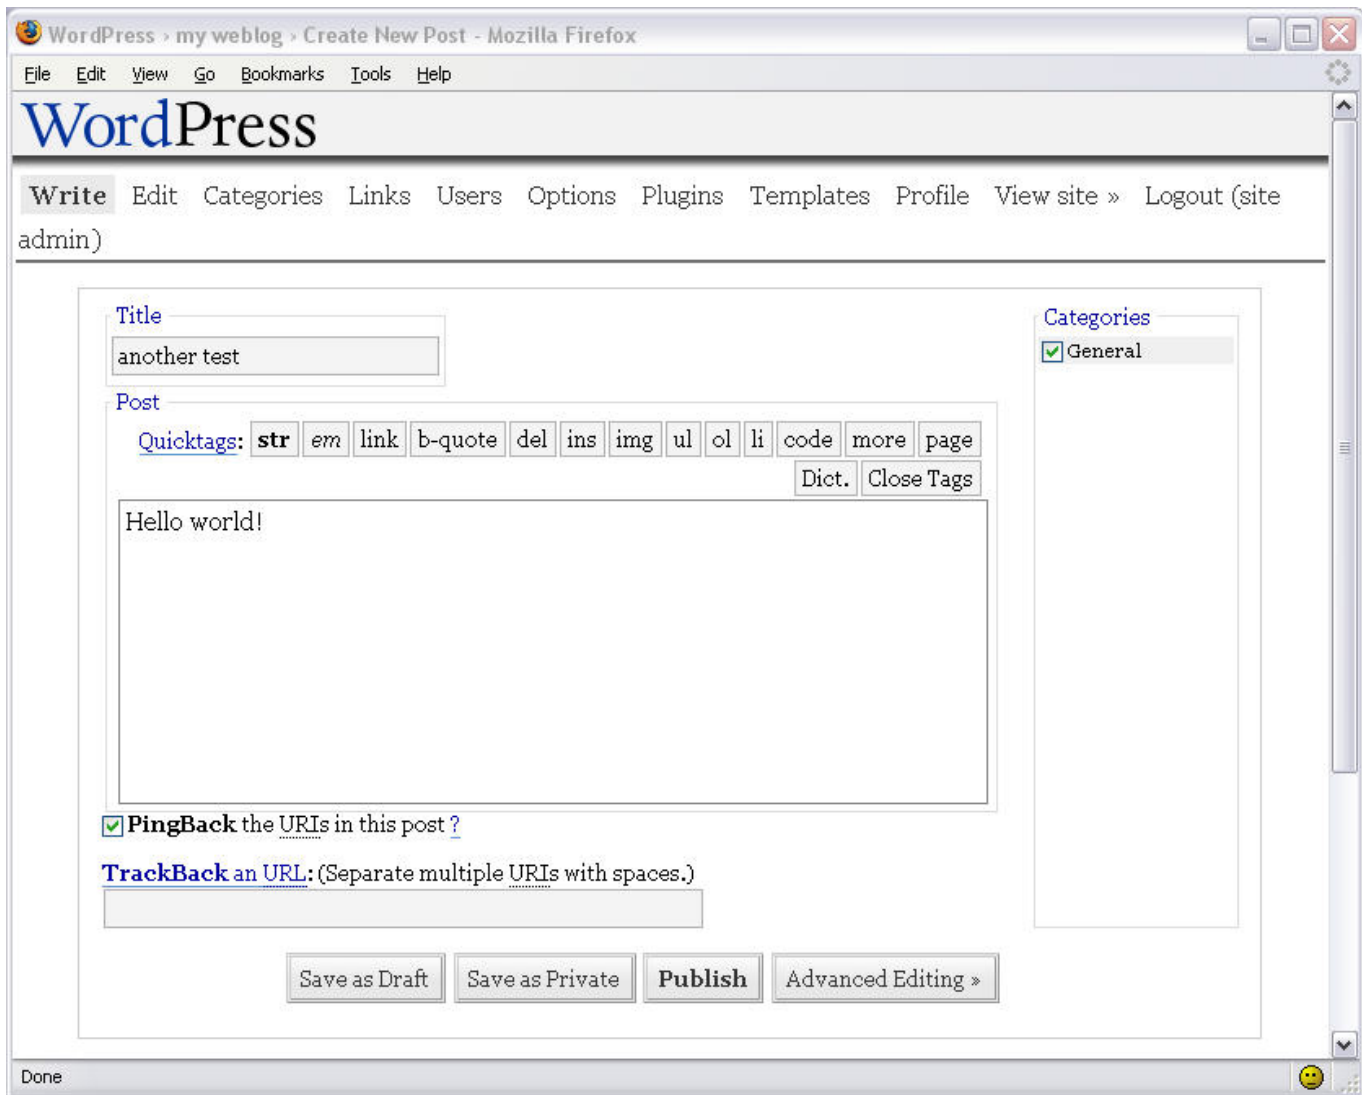 WordPress › my weblog › Create New Post - Mozilla Firefox
File Edit View Go Bookmarks Tools Help
WordPress
Write Edit Categories Links Users Options Plugins Templates Profile View site » Logout (site
admin)
Title
another test
Categories
General
Post
Quicktags: str em link b-quote del ins img ul ol li code more page
Dict. Close Tags
Hello world!
PingBack the URIs in this post ?
TrackBack an URL: (Separate multiple URIs with spaces.)
Save as Draft Save as Private Publish Advanced Editing »
Done